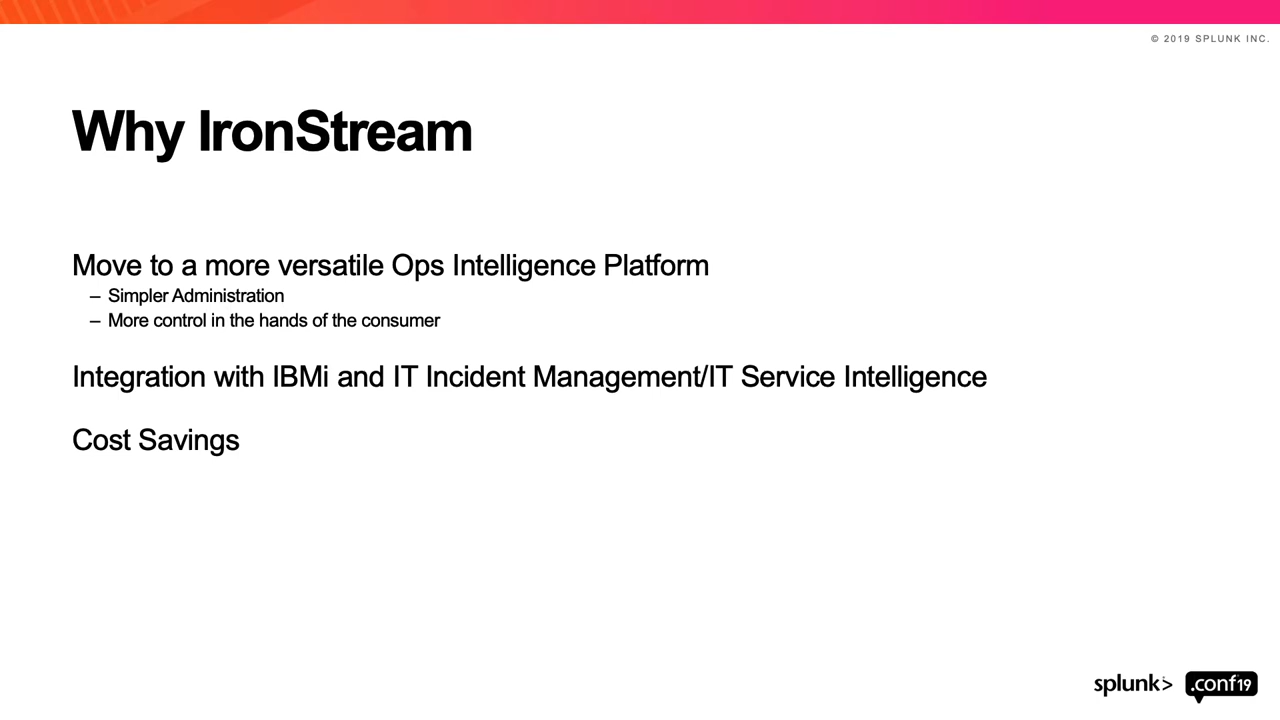 © 2019 SPLUNK INC.
Why IronStream
Move to a more versatile Ops Intelligence Platform
– Simpler Administration
– More control in the hands of the consumer
Integration with IBMi and IT Incident Management/IT Service Intelligence
Cost Savings
splunk> .conf19